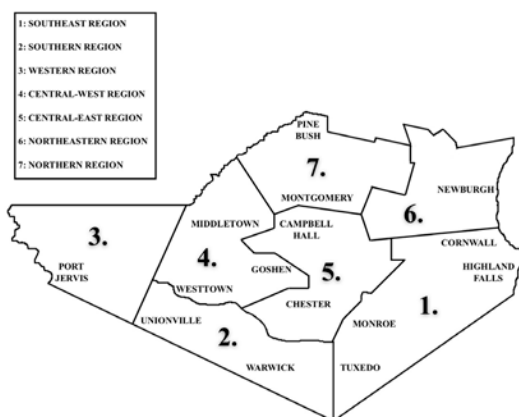 1: SOUTHEAST REGION
2: SOUTHERN REGION
3: WESTERN REGION
4: CENTRAL-WEST REGION
5: CENTRAL-EAST REGION
6: NORTHEASTERN REGION
7: NORTHERN REGION
PINE
BUSH
7.
MONTGOMERY
NEWBURGH
6.
MIDDLETOWN
CAMPBELL
HALL
CORNWALL
3.
4.
GOSHEN
5.
HIGHLAND
FALLS
PORT
JERVIS
WESTTOWN
CHESTER
1.
UNIONVILLE
2.
MONROE
WARWICK
TUXEDO